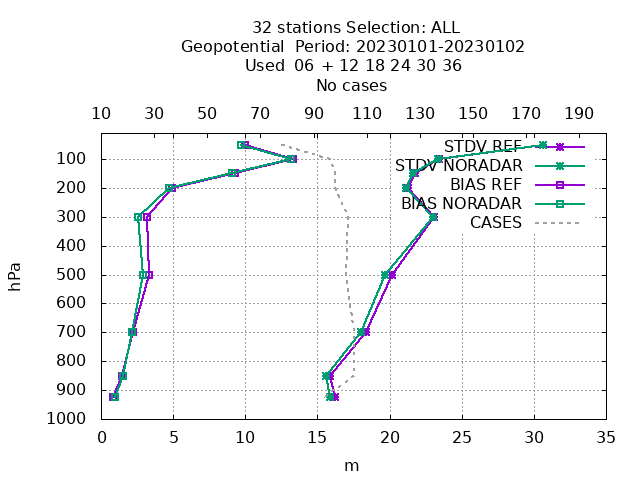 32 stations Selection: ALL
Geopotential  Period: 20230101-20230102
Used  06 + 12 18 24 30 36
No cases
10 30 50 70 90 110 130 150 170 190
STDV REF
STDV NORADAR
BIAS REF
BIAS NORADAR
CASES
hPa
100
200
300
400
500
600
700
800
900
1000
0 5 10 15 20 25 30 35
m